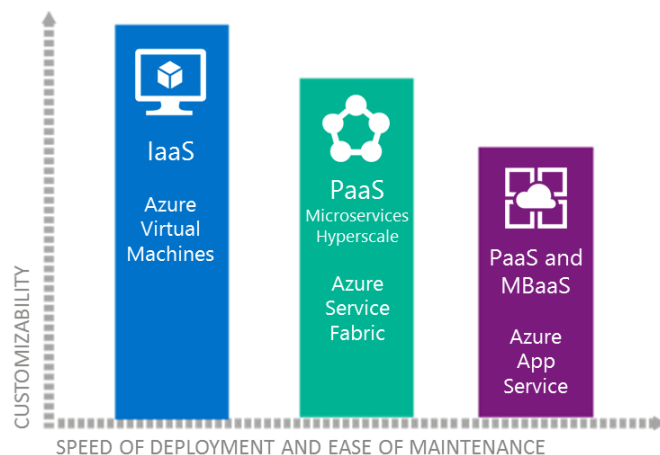 IaaS
Azure
Virtual
Machines
PaaS
Microservices
Hyperscale
Azure
Service
Fabric
PaaS and
MBaaS
Azure
App
Service
CUSTOMIZABILITY
SPEED OF DEPLOYMENT AND EASE OF MAINTENANCE